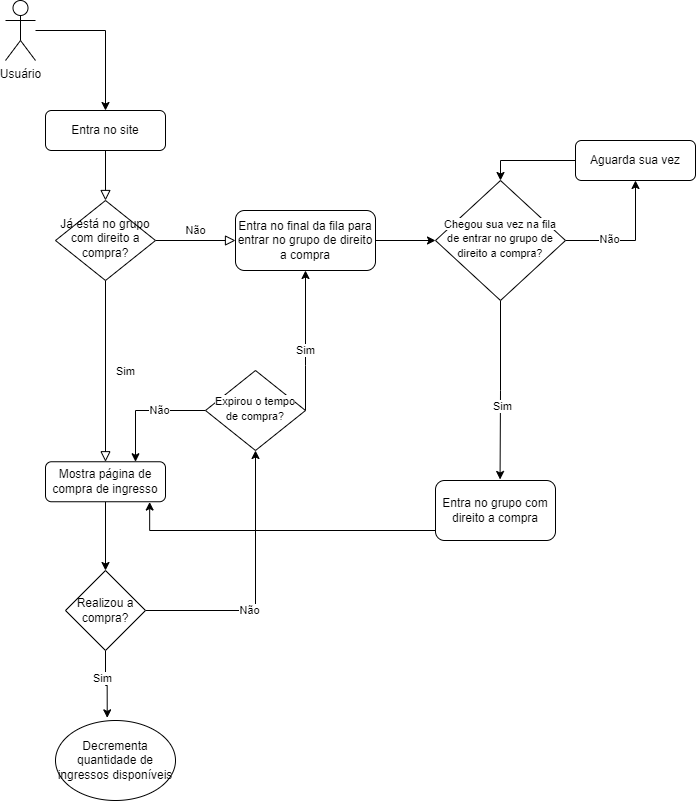 Usuário
Entra no site
Já está no grupo
com direito a
compra?
Não
Entra no final da fila para
entrar no grupo de direito
a compra
Chegou sua vez na fila
de entrar no grupo de
direito a compra?
Não
Aguarda sua vez
Sim
Sim
Expirou o tempo
de compra?
Não
Sim
Mostra página de
compra de ingresso
Entra no grupo com
direito a compra
Realizou a
compra?
Não
Sim
Decrementa
quantidade de
ingressos disponíveis